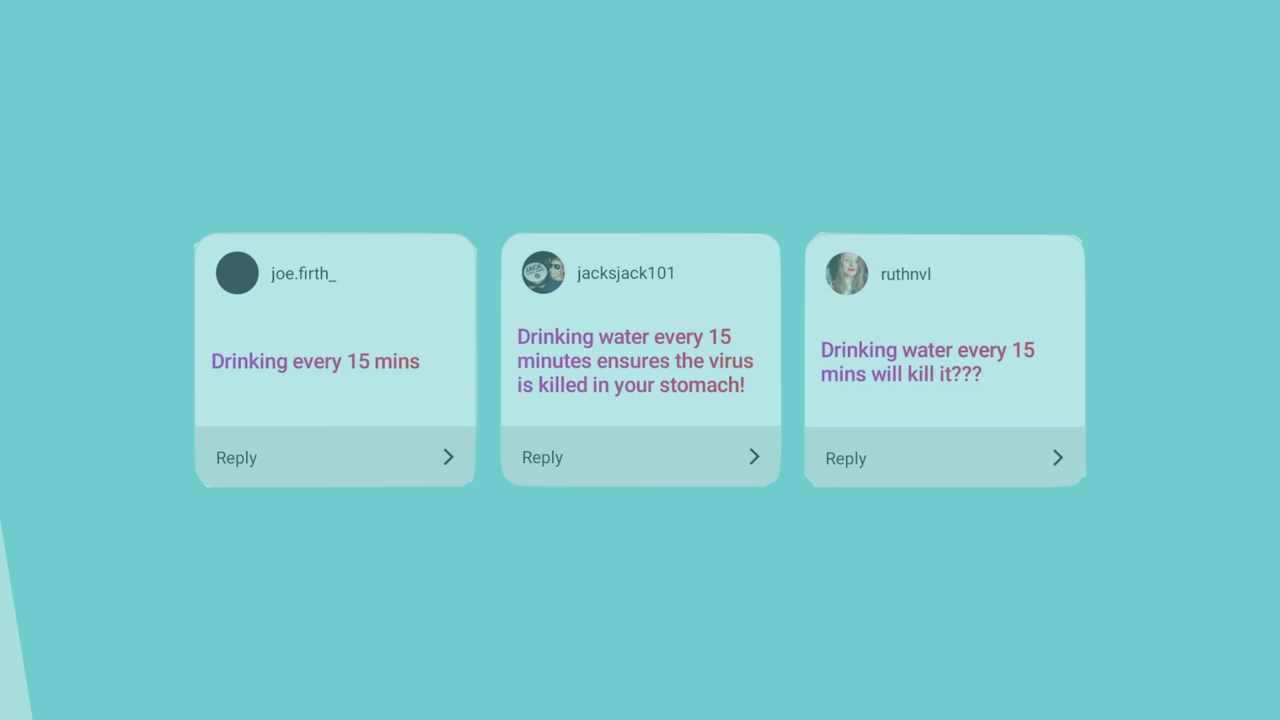 joe.firth_
Drinking every 15 mins
Reply
jacksjack101
Drinking water every 15
minutes ensures the virus
is killed in your stomach!
Reply
ruthnvl
Drinking water every 15
mins will kill it???
Reply